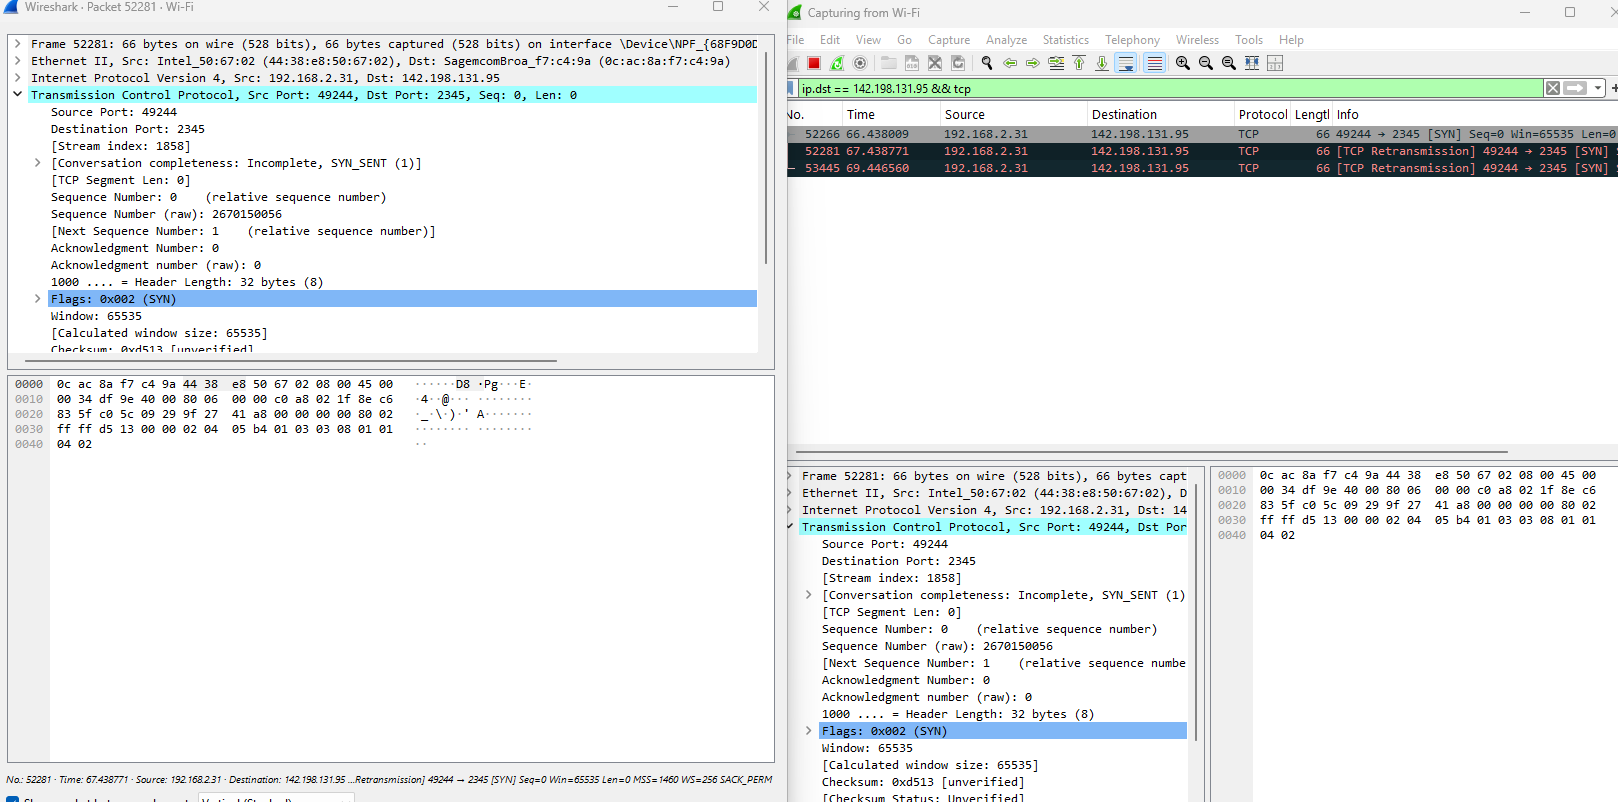 Wireshark · Packet 52281 · Wi-Fi
Frame 52281: 66 bytes on wire (528 bits), 66 bytes captured (528 bits) on interface \Device\NPF_{68F9D0D
Ethernet II, Src: Intel_50:67:02 (44:38:e8:50:67:02), Dst: SagemcomBroa_f7:c4:9a (0c:ac:8a:f7:c4:9a)
Internet Protocol Version 4, Src: 192.168.2.31, Dst: 142.198.131.95
Transmission Control Protocol, Src Port: 49244, Dst Port: 2345, Seq: 0, Len: 0
Source Port: 49244
Destination Port: 2345
[Stream index: 1858]
[Conversation completeness: Incomplete, SYN_SENT (1)]
[TCP Segment Len: 0]
Sequence Number: 0    (relative sequence number)
Sequence Number (raw): 2670150056
[Next Sequence Number: 1    (relative sequence number)]
Acknowledgment Number: 0
Acknowledgment number (raw): 0
1000 .... = Header Length: 32 bytes (8)
Flags: 0x002 (SYN)
Window: 65535
[Calculated window size: 65535]
Checksum: 0xd513 [unverified]
0000 0c ac 8a f7 c4 9a 44 38 e8 50 67 02 08 00 45 00 ······D8 ·Pg···E·
0010 00 34 df 9e 40 00 80 06 00 00 c0 a8 02 1f 8e c6 ·4··@··· ········
0020 83 5f c0 5c 09 29 9f 27 41 a8 00 00 00 00 80 02 ·_·\·)·' A·······
0030 ff ff d5 13 00 00 02 04 05 b4 01 03 03 08 01 01 ········ ········
0040 04 02 ··
No.: 52281 · Time: 67.438771 · Source: 192.168.2.31 · Destination: 142.198.131.95 ...Retransmission] 49244 → 2345 [SYN] Seq=0 Win=65535 Len=0 MSS=1460 WS=256 SACK_PERM
Capturing from Wi-Fi
File Edit View Go Capture Analyze Statistics Telephony Wireless Tools Help
ip.dst == 142.198.131.95 && tcp
No. Time Source Destination Protocol Lengtl Info
52266 66.438009 192.168.2.31 142.198.131.95 TCP 66 49244 → 2345 [SYN] Seq=0 Win=65535 Len=0
52281 67.438771 192.168.2.31 142.198.131.95 TCP 66 [TCP Retransmission] 49244 → 2345 [SYN]
53445 69.446560 192.168.2.31 142.198.131.95 TCP 66 [TCP Retransmission] 49244 → 2345 [SYN]
Frame 52281: 66 bytes on wire (528 bits), 66 bytes capt
Ethernet II, Src: Intel_50:67:02 (44:38:e8:50:67:02), D
Internet Protocol Version 4, Src: 192.168.2.31, Dst: 14
Transmission Control Protocol, Src Port: 49244, Dst Por
Source Port: 49244
Destination Port: 2345
[Stream index: 1858]
[Conversation completeness: Incomplete, SYN_SENT (1)
[TCP Segment Len: 0]
Sequence Number: 0    (relative sequence number)
Sequence Number (raw): 2670150056
[Next Sequence Number: 1    (relative sequence numbe
Acknowledgment Number: 0
Acknowledgment number (raw): 0
1000 .... = Header Length: 32 bytes (8)
Flags: 0x002 (SYN)
Window: 65535
[Calculated window size: 65535]
Checksum: 0xd513 [unverified]
[Checksum Status: Unverified]
0000 0c ac 8a f7 c4 9a 44 38 e8 50 67 02 08 00 45 00
0010 00 34 df 9e 40 00 80 06 00 00 c0 a8 02 1f 8e c6
0020 83 5f c0 5c 09 29 9f 27 41 a8 00 00 00 00 80 02
0030 ff ff d5 13 00 00 02 04 05 b4 01 03 03 08 01 01
0040 04 02